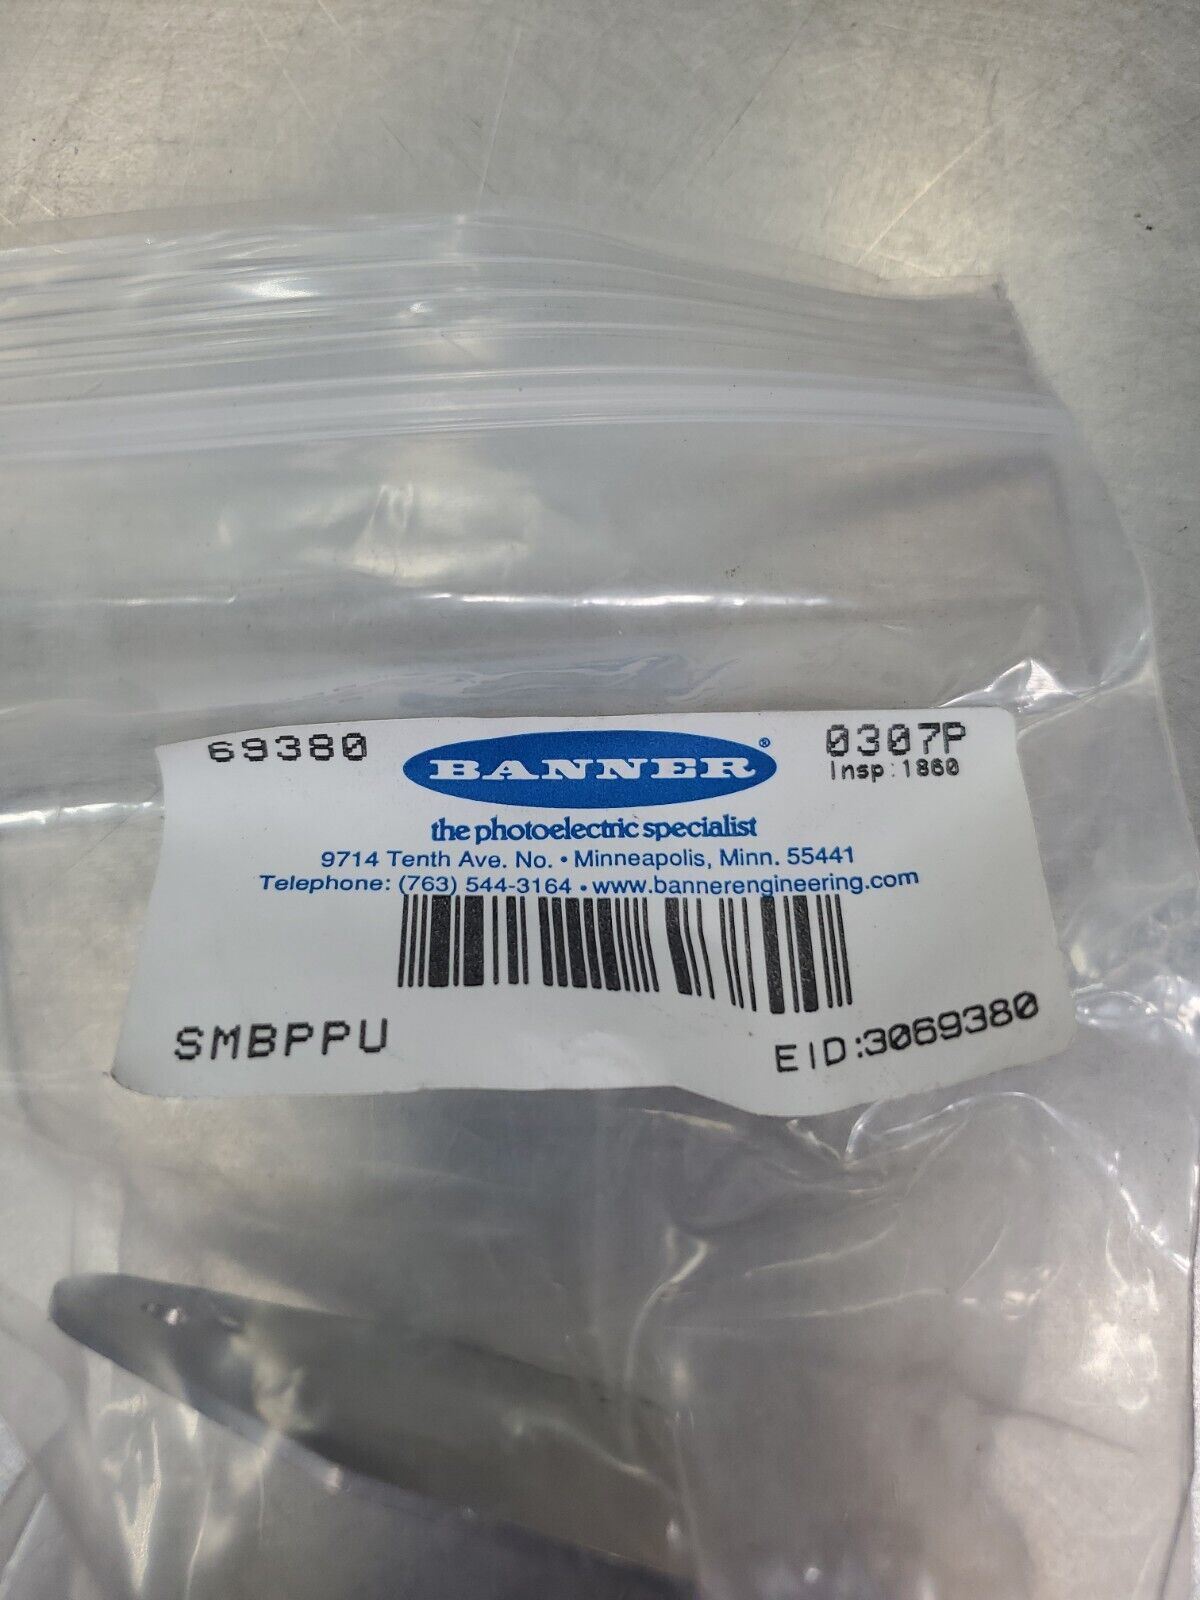 69380
BANNER®
0307P
Insp:1860
the photoelectric specialist
9714 Tenth Ave. No. • Minneapolis, Minn. 55441
Telephone: (763) 544-3164 • www.bannerengineering.com
SMBPPU
EID:3069380